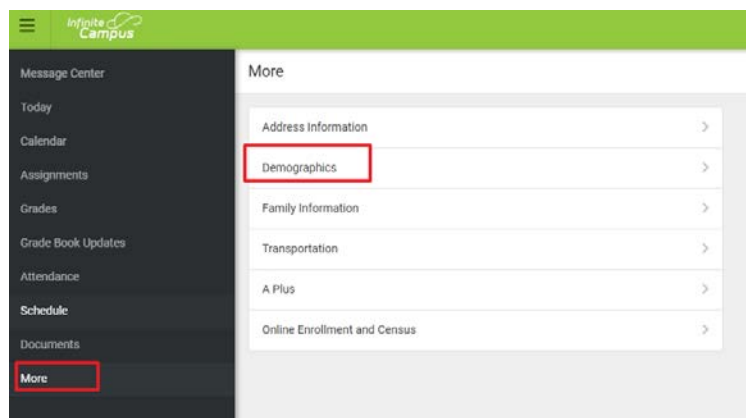 Infinite
Campus
Message Center
Today
Calendar
Assignments
Grades
Grade Book Updates
Attendance
Schedule
Documents
More
More
Address Information
Demographics
Family Information
Transportation
A Plus
Online Enrollment and Census